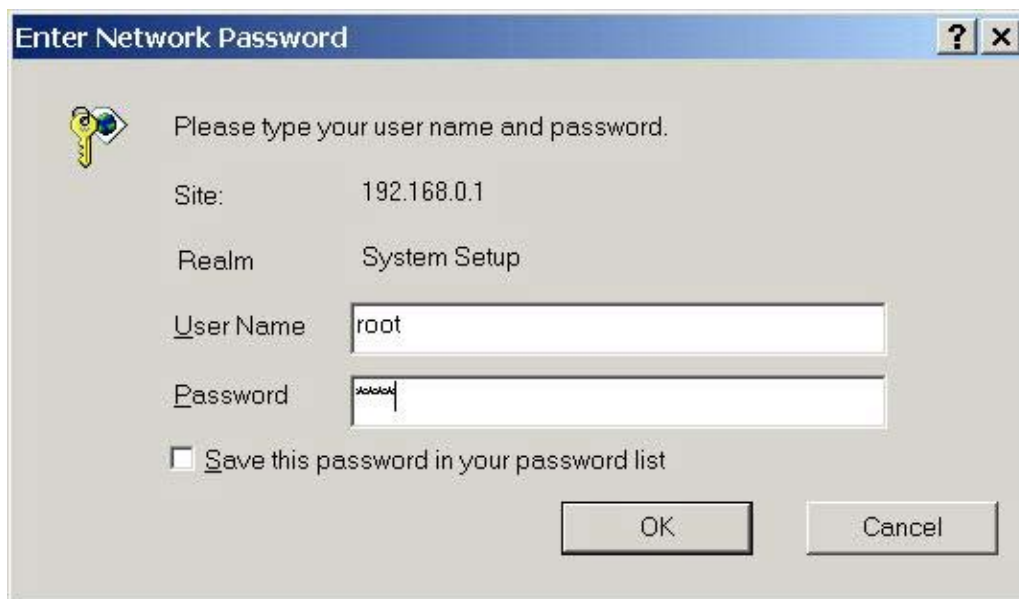 Enter Network Password
Please type your user name and password.
Site: 192.168.0.1
Realm System Setup
User Name root
Password *****
Save this password in your password list
OK Cancel